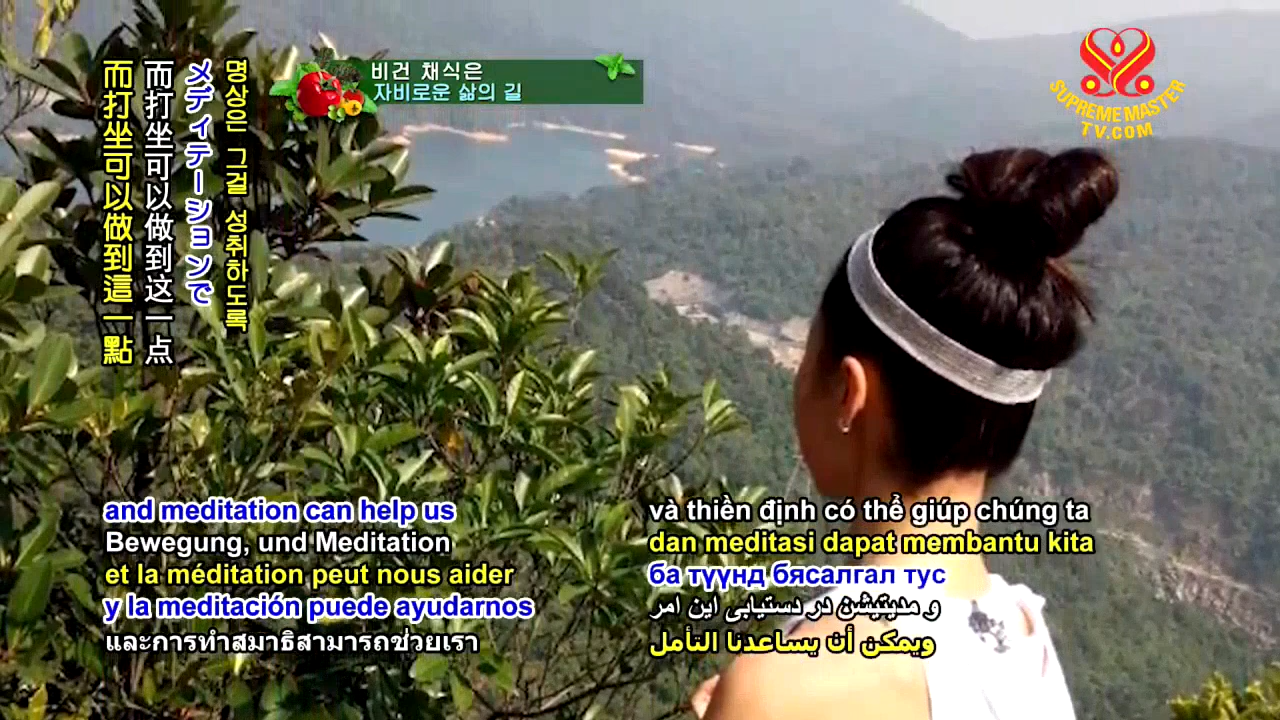 비건 채식은
자비로운 삶의 길
SUPREME MASTER
TV.COM
명상은 그걸 성취하도록
メディテーションで
而打坐可以做到这一点
而打坐可以做到這一點
and meditation can help us
Bewegung, und Meditation
et la méditation peut nous aider
y la meditación puede ayudarnos
และการทำสมาธิสามารถช่วยเรา
và thiền định có thể giúp chúng ta
dan meditasi dapat membantu kita
ба түүнд бясалгал тус
و مدیتیشن در دستیابی این امر
ويمكن أن يساعدنا التأمل